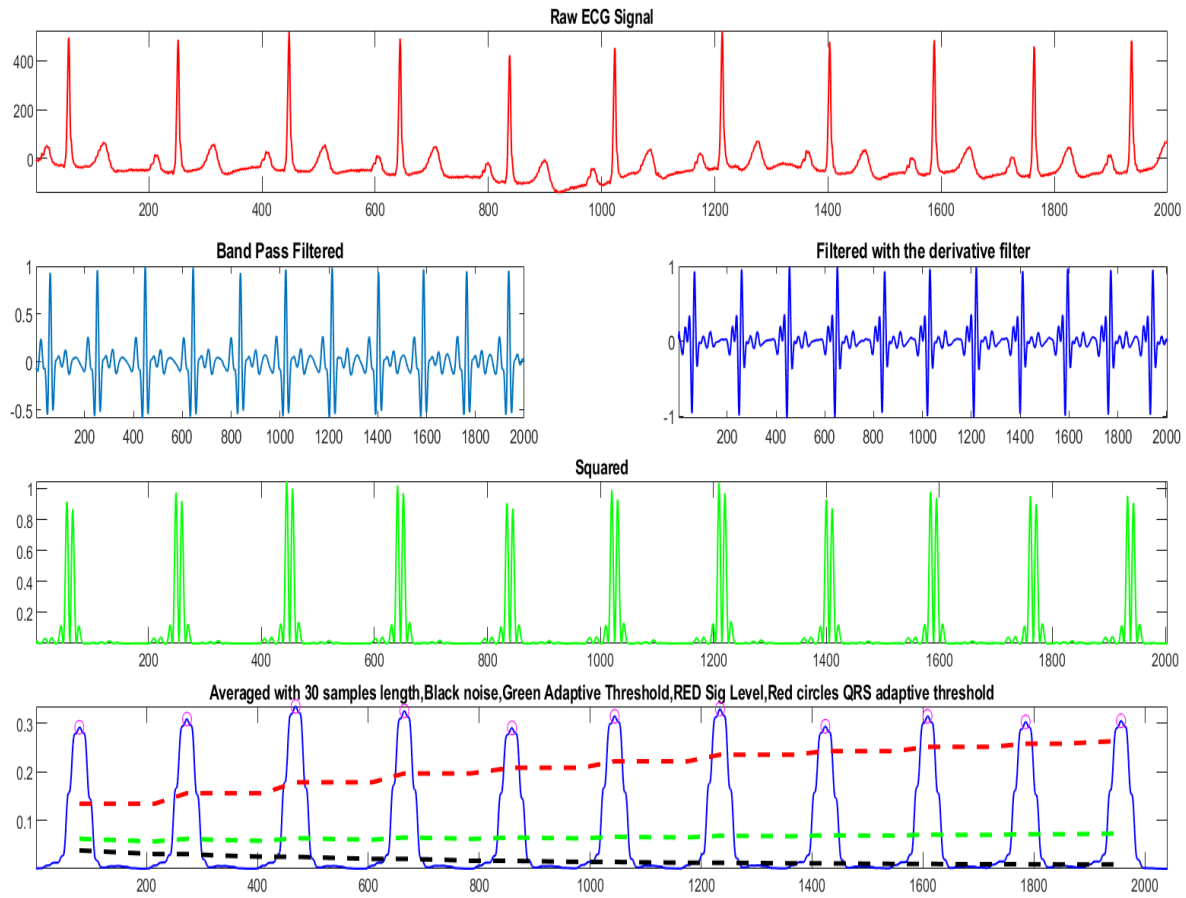 Raw ECG Signal
400
200
0
200 400 600 800 1000 1200 1400 1600 1800 2000
Band Pass Filtered
1
0.5
0
-0.5
200 400 600 800 1000 1200 1400 1600 1800 2000
Filtered with the derivative filter
1
0
-1
200 400 600 800 1000 1200 1400 1600 1800 2000
Squared
1
0.8
0.6
0.4
0.2
200 400 600 800 1000 1200 1400 1600 1800 2000
Averaged with 30 samples length,Black noise,Green Adaptive Threshold,RED Sig Level,Red circles QRS adaptive threshold
0.3
0.2
0.1
200 400 600 800 1000 1200 1400 1600 1800 2000